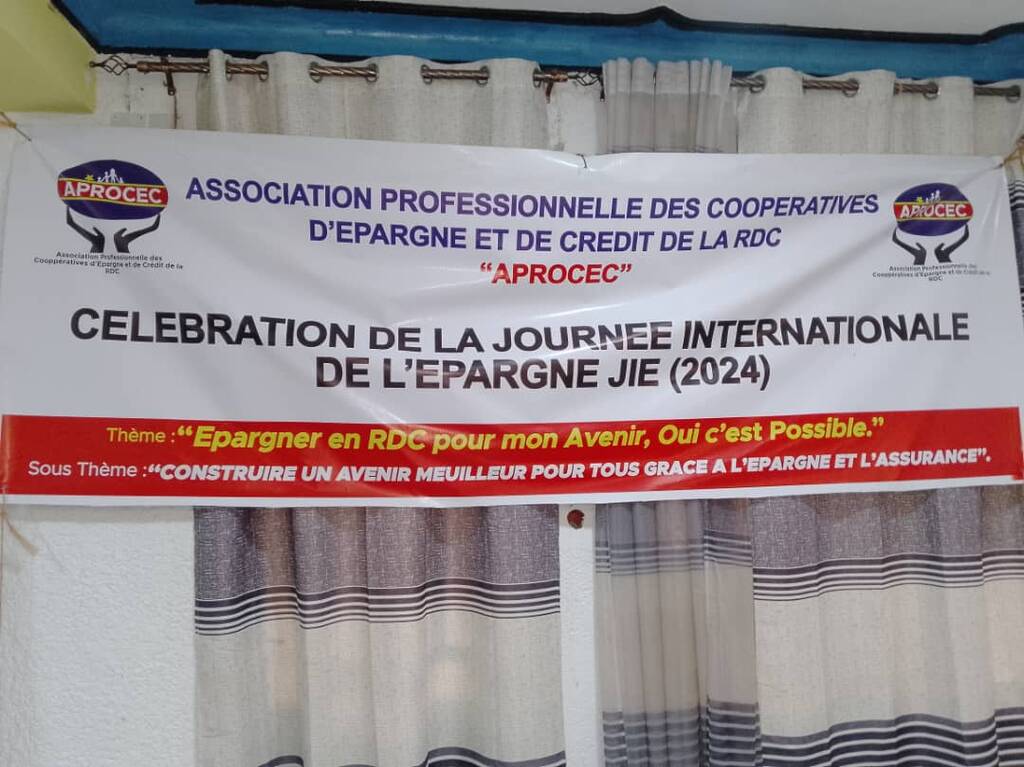 APROCEC
Association Professionnelle des
Coopératives d'Epargne et de Crédit de la
RDC
ASSOCIATION PROFESSIONNELLE DES COOPERATIVES
D'EPARGNE ET DE CREDIT DE LA RDC
"APROCEC"
APROCEC
Association Professionnelle des
Coopératives d'Epargne et de Crédit de la
RDC
CELEBRATION DE LA JOURNEE INTERNATIONALE
DE L'EPARGNE JIE (2024)
Thème : "Epargner en RDC pour mon Avenir, Oui c'est Possible."
Sous Thème : "CONSTRUIRE UN AVENIR MEUILLEUR POUR TOUS GRACE A L'EPARGNE ET L'ASSURANCE".